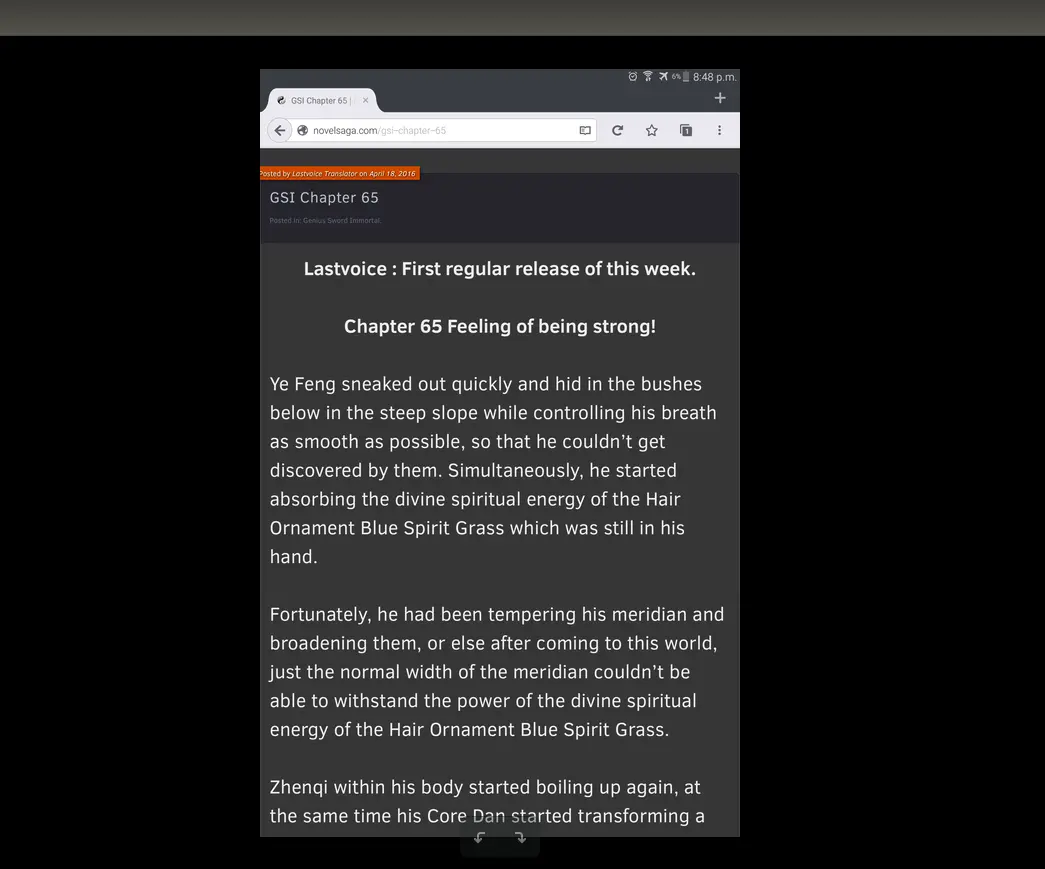 6% 8:48 p.m.
GSI Chapter 65 |
novelsaga.com/gsi-chapter-65
1
Posted by Lastvoice Translator on April 18, 2016
GSI Chapter 65
Posted In: Genius Sword Immortal.
Lastvoice : First regular release of this week.
Chapter 65 Feeling of being strong!
Ye Feng sneaked out quickly and hid in the bushes
below in the steep slope while controlling his breath
as smooth as possible, so that he couldn't get
discovered by them. Simultaneously, he started
absorbing the divine spiritual energy of the Hair
Ornament Blue Spirit Grass which was still in his
hand.
Fortunately, he had been tempering his meridian and
broadening them, or else after coming to this world,
just the normal width of the meridian couldn't be
able to withstand the power of the divine spiritual
energy of the Hair Ornament Blue Spirit Grass.
Zhenqi within his body started boiling up again, at
the same time his Core Dan started transforming a